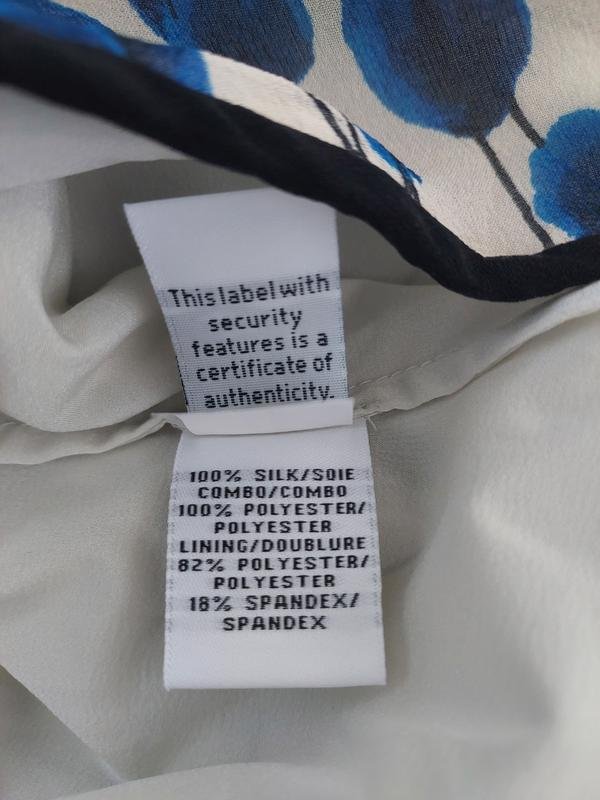 This label with
security
features is a
certificate of
authenticity.
100% SILK/SOIE
COMBO/COMBO
100% POLYESTER/
POLYESTER
LINING/DOUBLURE
82% POLYESTER/
POLYESTER
18% SPANDEX/
SPANDEX